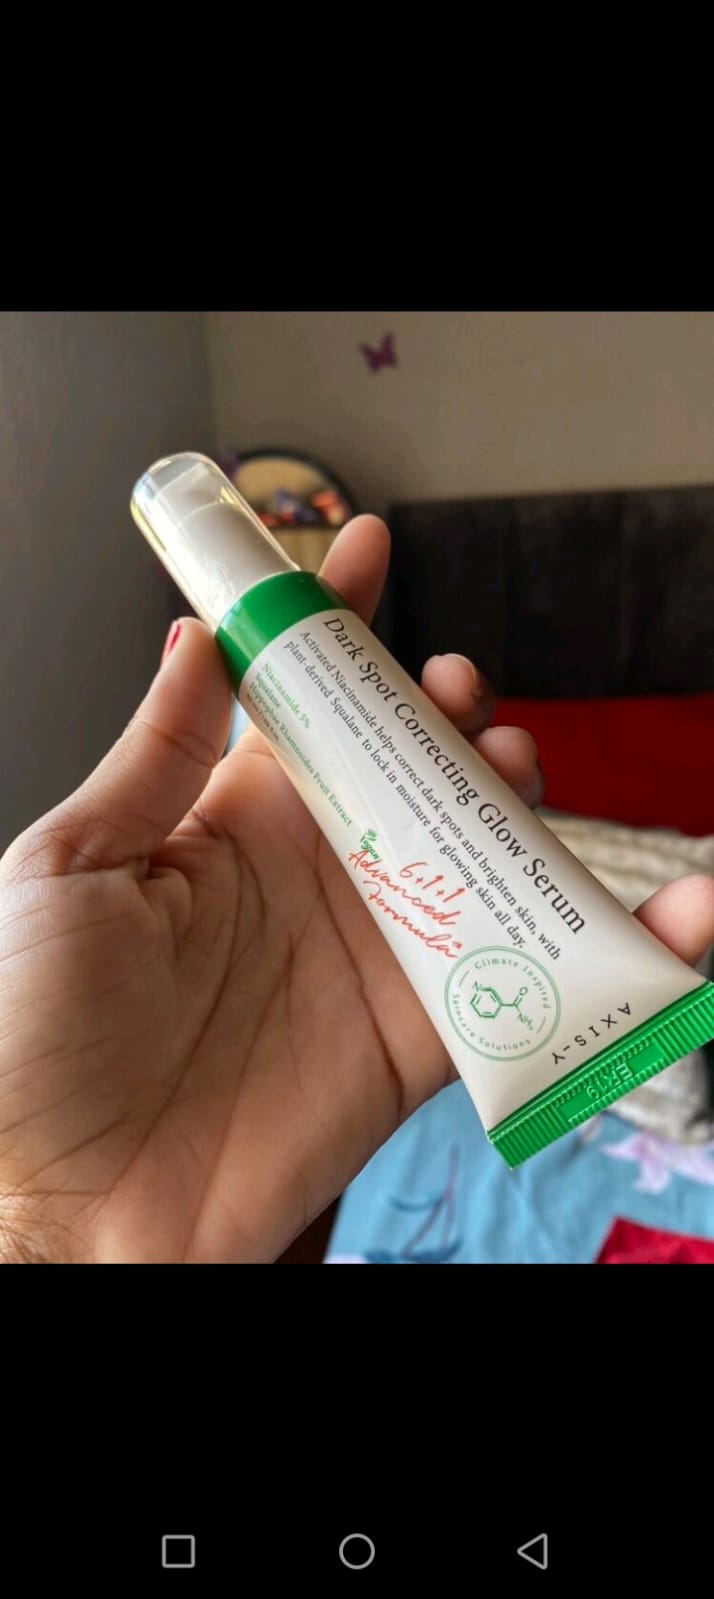 Dark Spot Correcting Glow Serum
Activated Niacinamide helps correct dark spots and brighten skin, with
plant-derived Squalane to lock in moisture for glowing skin all day.
Niacinamide 5%
Squalane
Hippophae Rhamnoides Fruit Extract
Vegan
6+1+1
Advanced
Formula
Climate Inspired
Skincare Solutions
N
O
NH₂
AXIS-Y